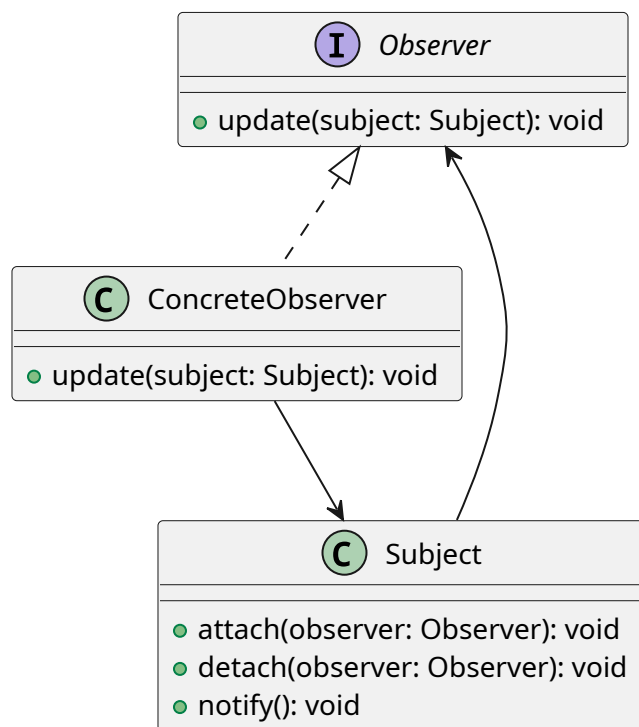 I Observer
update(subject: Subject): void
C ConcreteObserver
update(subject: Subject): void
C Subject
attach(observer: Observer): void
detach(observer: Observer): void
notify(): void